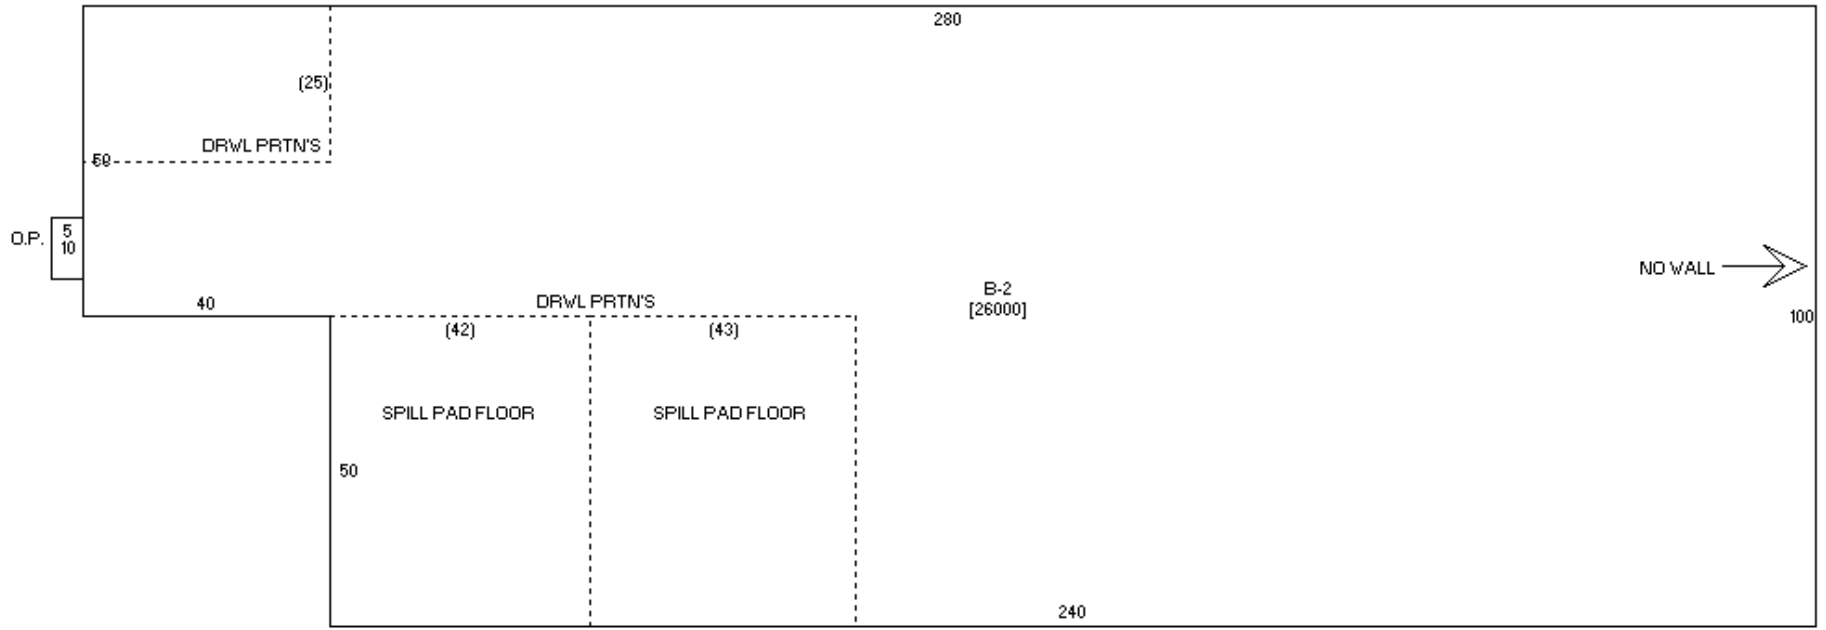 280
(25)
DRWL PRTN'S
50
O.P.
5
10
40
DRWL PRTN'S
(42)
(43)
B-2
[26000]
NO WALL
100
SPILL PAD FLOOR
SPILL PAD FLOOR
50
240